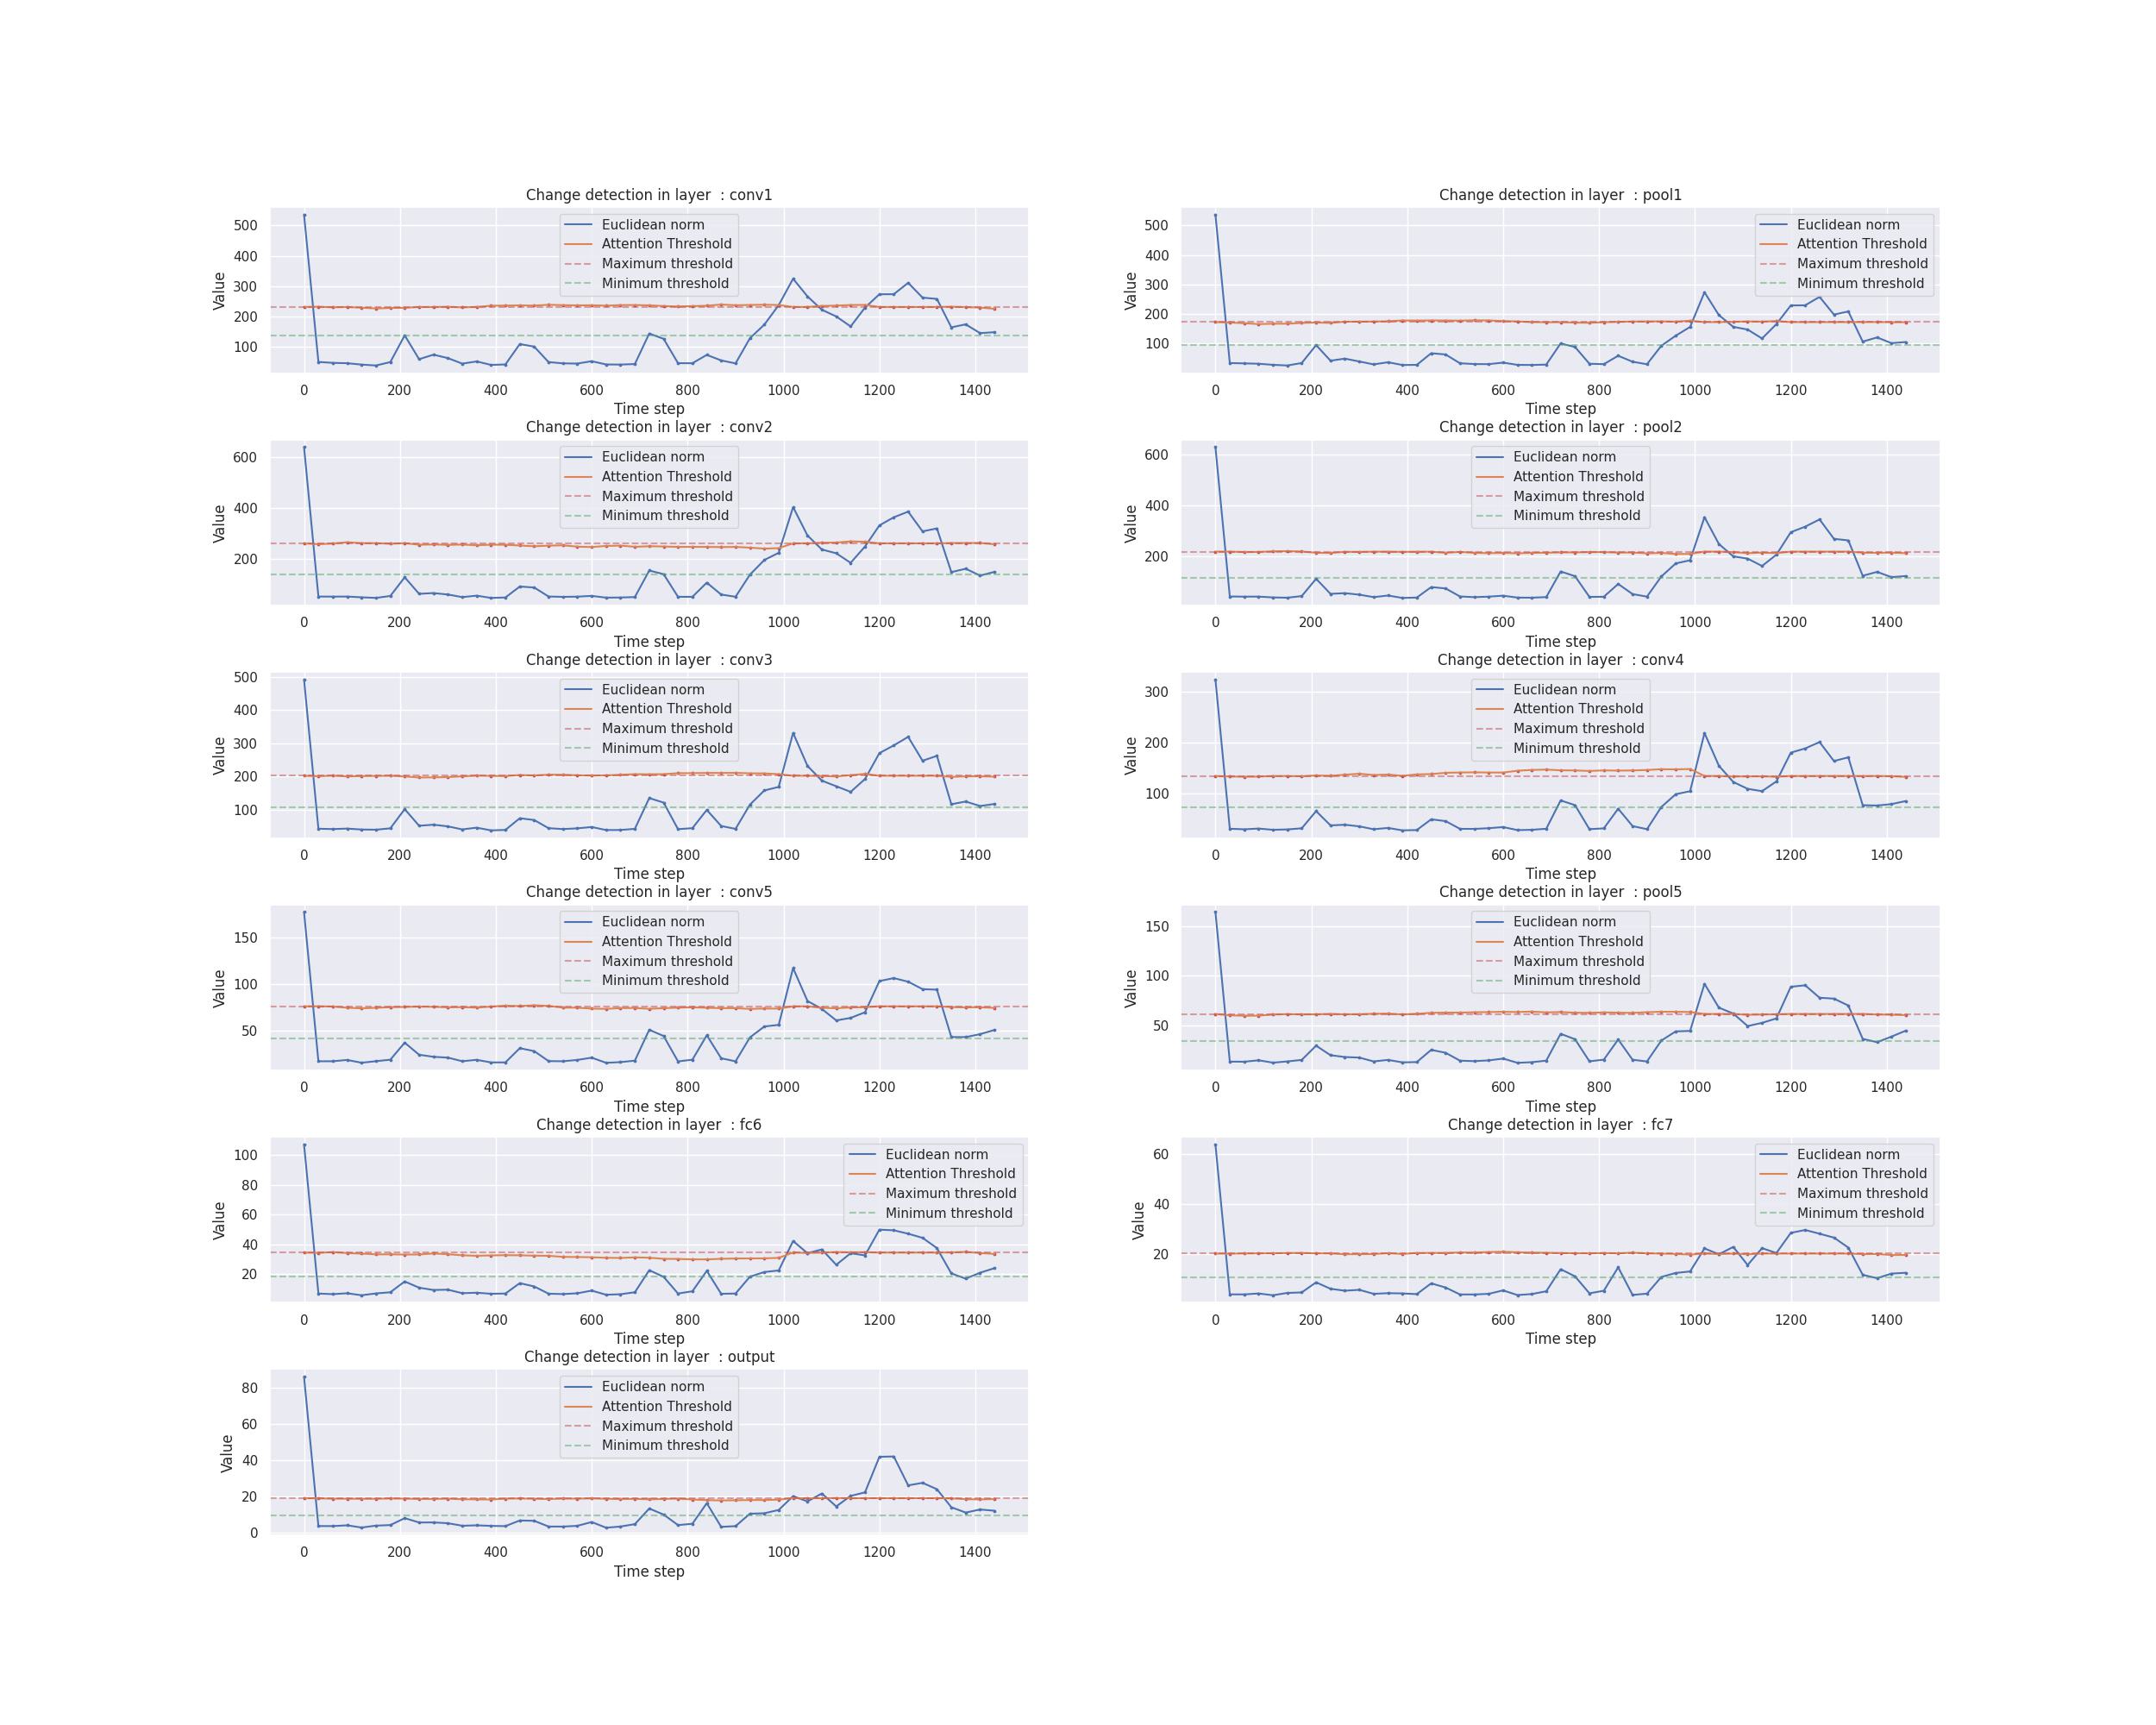 Change detection in layer  : conv1
Value
500
400
300
200
100
Euclidean norm
Attention Threshold
Maximum threshold
Minimum threshold
0 200 400 600 800 1000 1200 1400
Time step
Change detection in layer  : pool1
Value
500
400
300
200
100
Euclidean norm
Attention Threshold
Maximum threshold
Minimum threshold
0 200 400 600 800 1000 1200 1400
Time step
Change detection in layer  : conv2
Value
600
400
200
Euclidean norm
Attention Threshold
Maximum threshold
Minimum threshold
0 200 400 600 800 1000 1200 1400
Time step
Change detection in layer  : pool2
Value
600
400
200
Euclidean norm
Attention Threshold
Maximum threshold
Minimum threshold
0 200 400 600 800 1000 1200 1400
Time step
Change detection in layer  : conv3
Value
500
400
300
200
100
Euclidean norm
Attention Threshold
Maximum threshold
Minimum threshold
0 200 400 600 800 1000 1200 1400
Time step
Change detection in layer  : conv4
Value
300
200
100
Euclidean norm
Attention Threshold
Maximum threshold
Minimum threshold
0 200 400 600 800 1000 1200 1400
Time step
Change detection in layer  : conv5
Value
150
100
50
Euclidean norm
Attention Threshold
Maximum threshold
Minimum threshold
0 200 400 600 800 1000 1200 1400
Time step
Change detection in layer  : pool5
Value
150
100
50
Euclidean norm
Attention Threshold
Maximum threshold
Minimum threshold
0 200 400 600 800 1000 1200 1400
Time step
Change detection in layer  : fc6
Value
100
80
60
40
20
Euclidean norm
Attention Threshold
Maximum threshold
Minimum threshold
0 200 400 600 800 1000 1200 1400
Time step
Change detection in layer  : fc7
Value
60
40
20
Euclidean norm
Attention Threshold
Maximum threshold
Minimum threshold
0 200 400 600 800 1000 1200 1400
Time step
Change detection in layer  : output
Value
80
60
40
20
0
Euclidean norm
Attention Threshold
Maximum threshold
Minimum threshold
0 200 400 600 800 1000 1200 1400
Time step